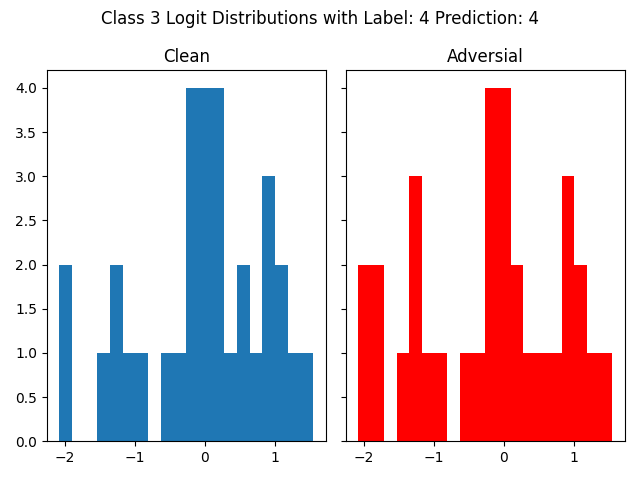 Class 3 Logit Distributions with Label: 4 Prediction: 4
Clean
Adversial
4.0
3.5
3.0
2.5
2.0
1.5
1.0
0.5
0.0
−2 −1 0 1
−2 −1 0 1